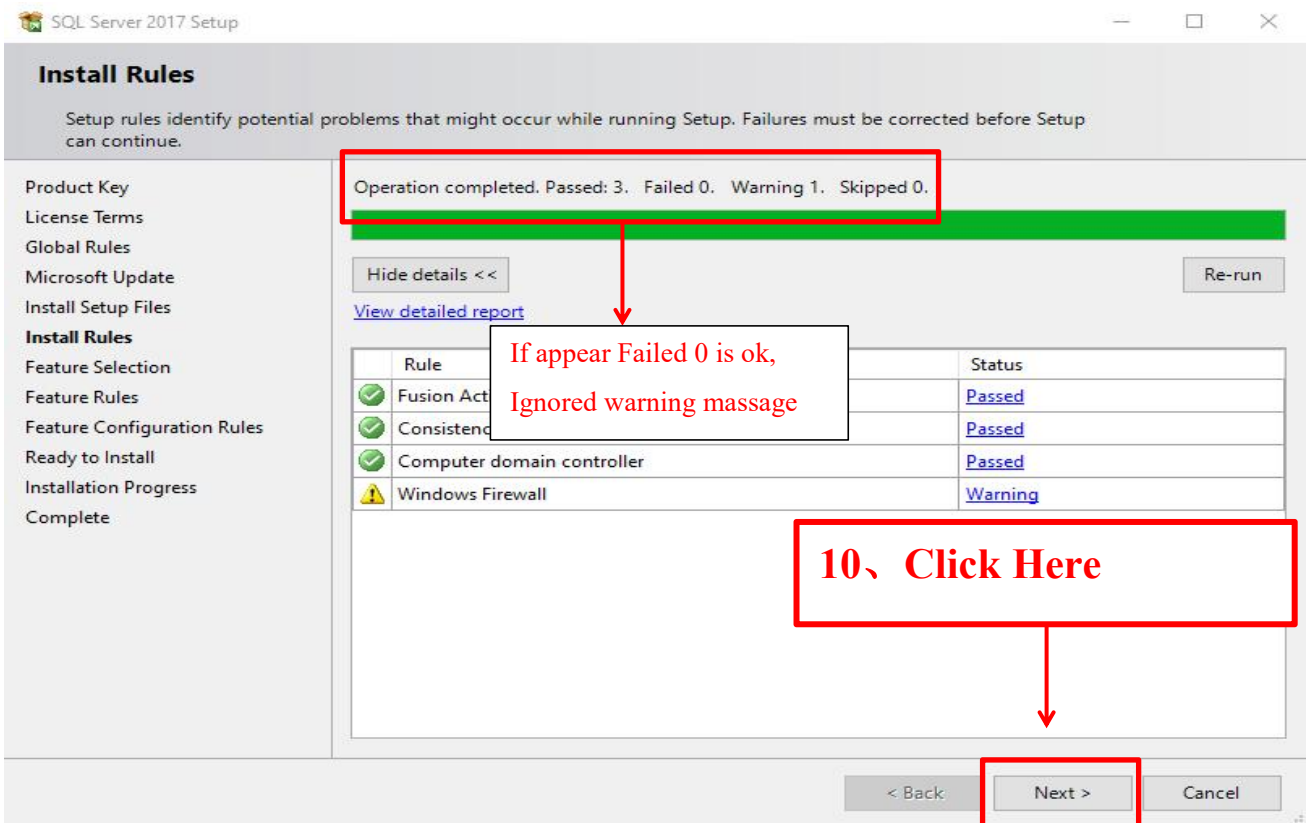 SQL Server 2017 Setup
Install Rules
Setup rules identify potential problems that might occur while running Setup. Failures must be corrected before Setup
can continue.
Product Key
License Terms
Global Rules
Microsoft Update
Install Setup Files
Install Rules
Feature Selection
Feature Rules
Feature Configuration Rules
Ready to Install
Installation Progress
Complete
Operation completed. Passed: 3. Failed 0. Warning 1. Skipped 0.
Hide details <<
Re-run
View detailed report
If appear Failed 0 is ok,
Ignored warning massage
Rule Status
Fusion Passed
Passed
Computer domain controller Passed
Windows Firewall Warning
10、Click Here
< Back Next > Cancel